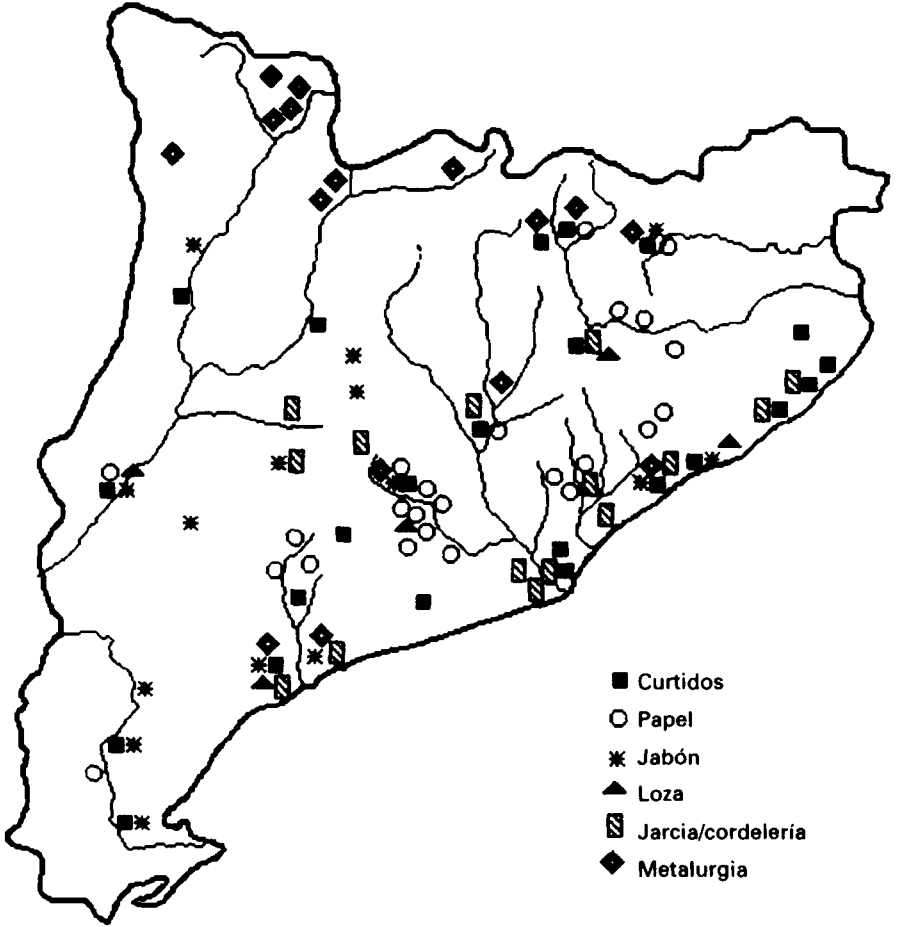 Curtidos
Papel
Jabón
Loza
Jarcia/cordelería
Metalurgia